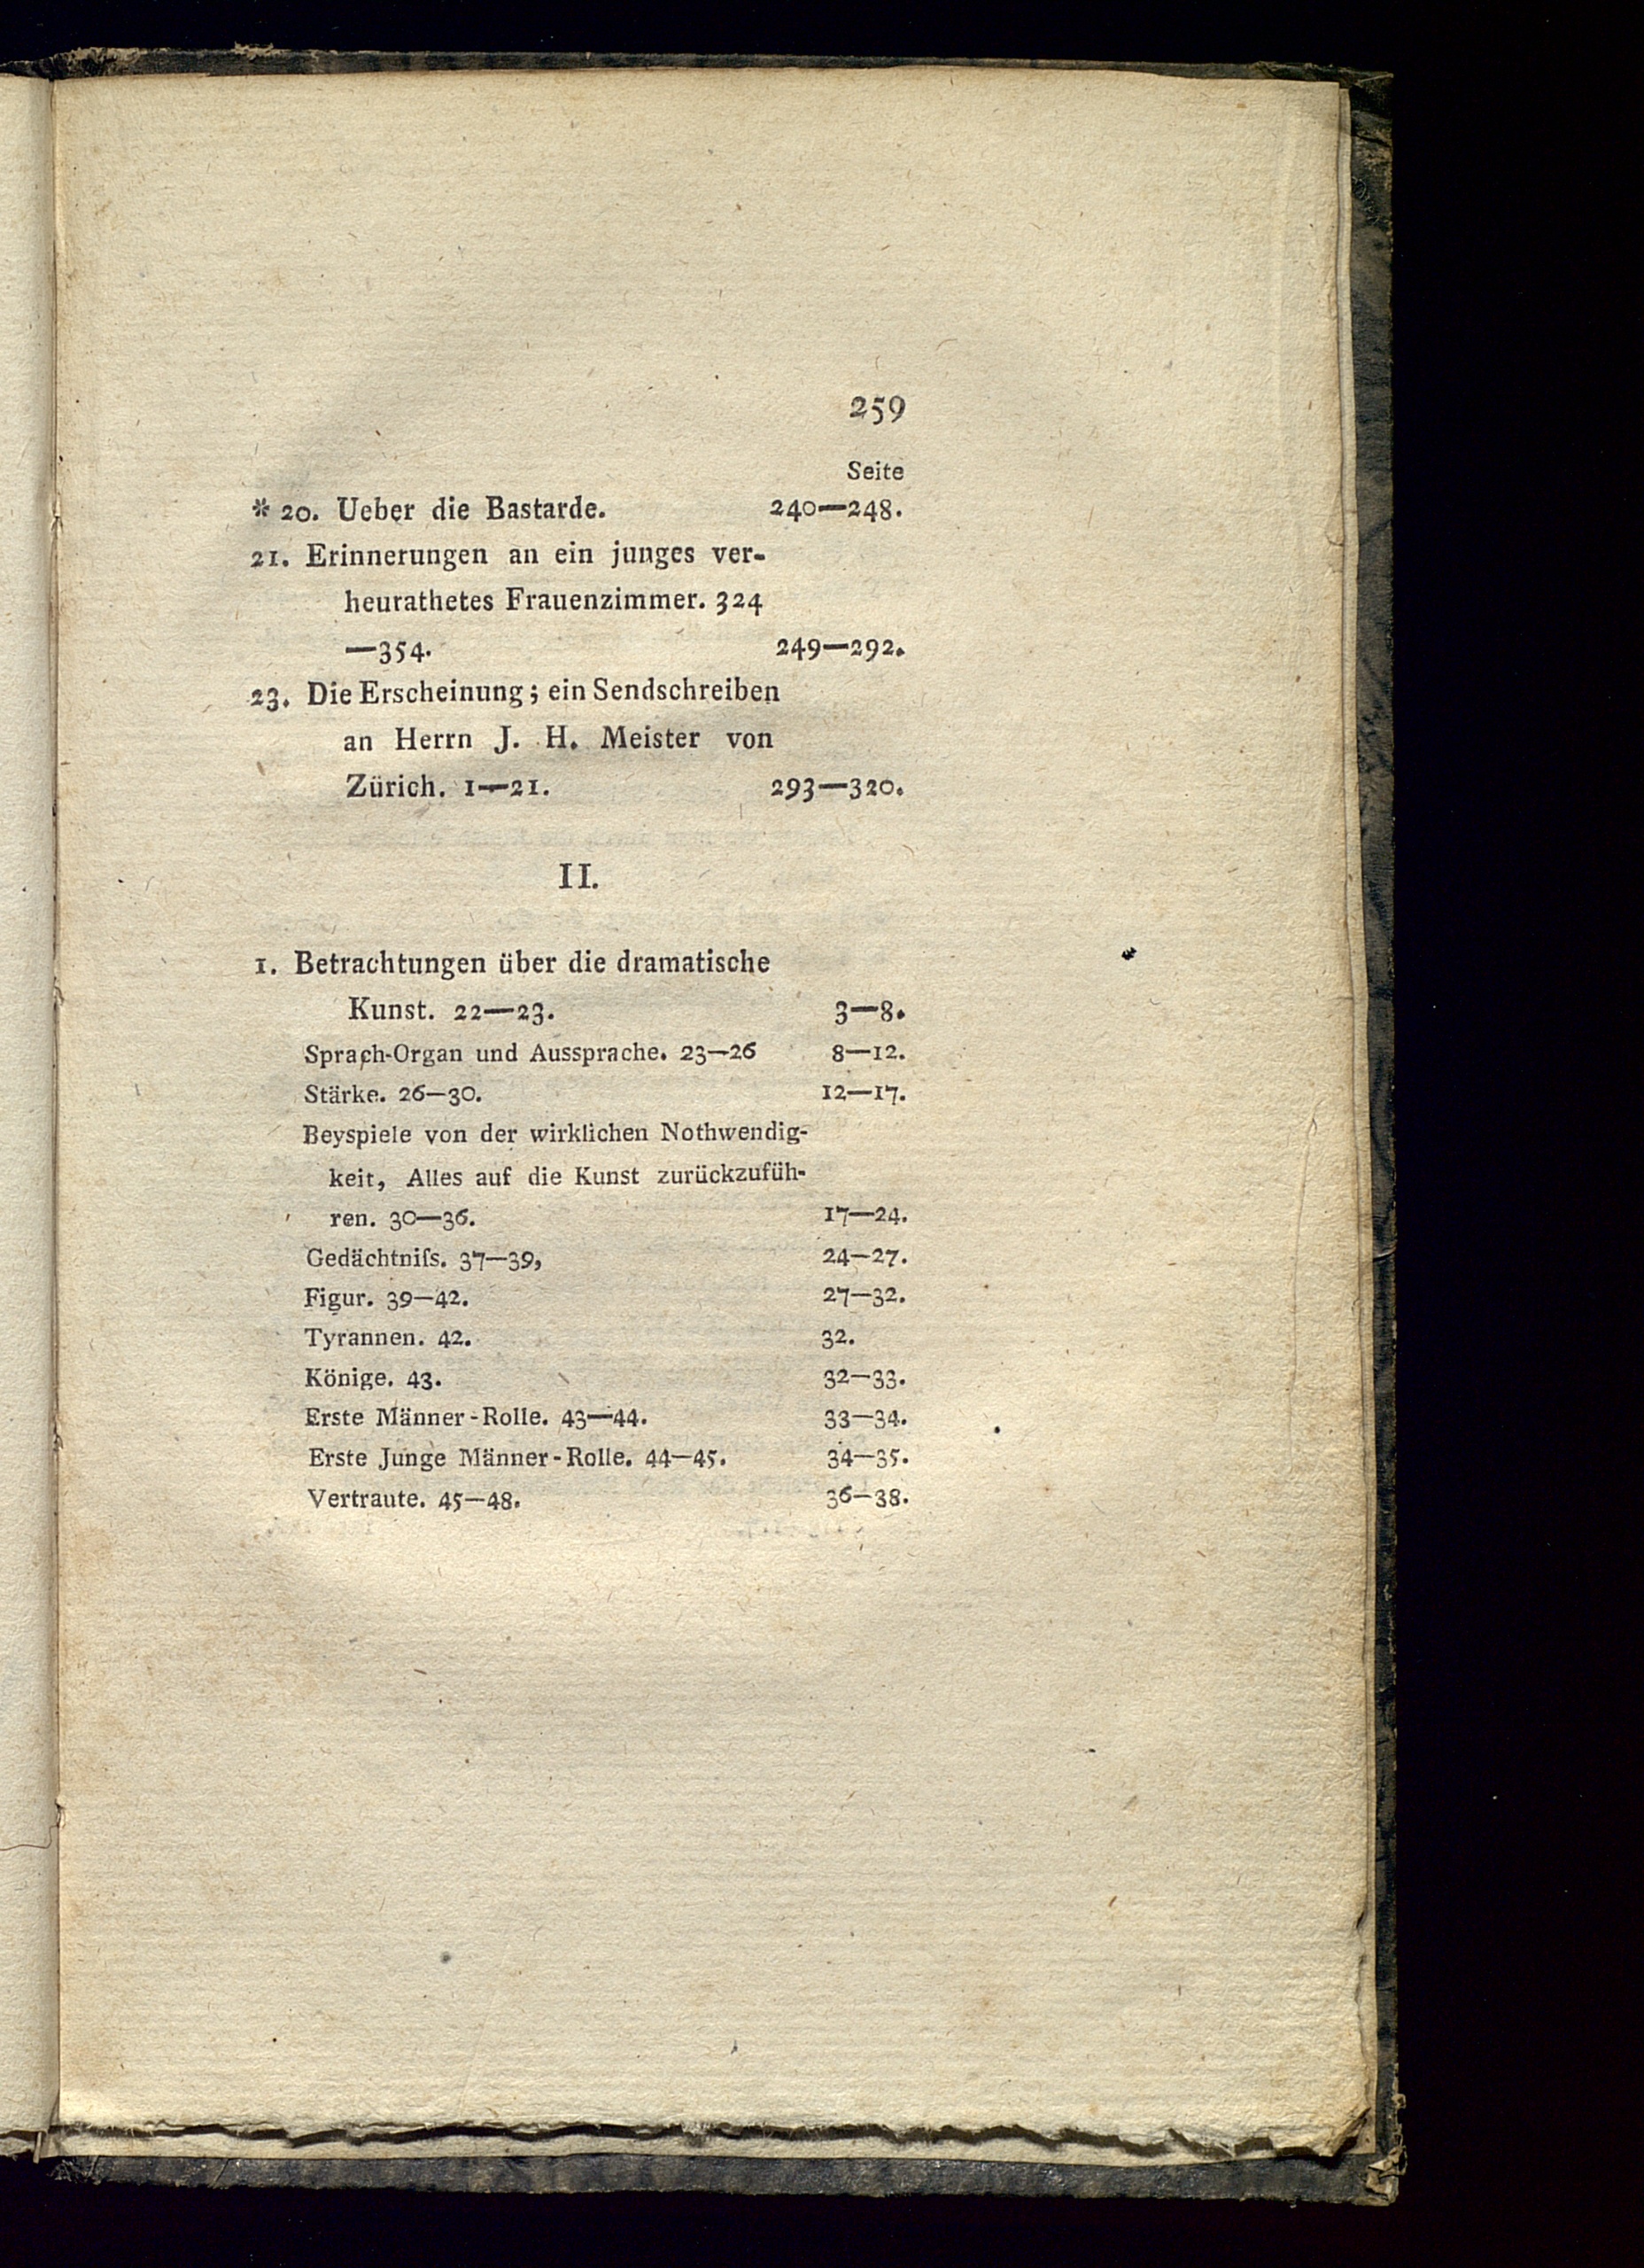 259
Seite
* 20. Ueber die Bastarde. 240—248.
21. Erinnerungen an ein junges ver-
heurathetes Frauenzimmer. 324
—354. 249—292.
23. Die Erscheinung; ein Sendschreiben
an Herrn J. H. Meister von
Zürich. 1—21. 293—320.
II.
1. Betrachtungen über die dramatische
Kunst. 22—23. 3—8.
Sprach-Organ und Aussprache. 23—26 8—12.
Stärke. 26—30. 12—17.
Beyspiele von der wirklichen Nothwendig-
keit, Alles auf die Kunst zurückzufüh-
ren. 30—36. 17—24.
Gedächtniſs. 37—39, 24—27.
Figur. 39—42. 27—32.
Tyrannen. 42. 32.
Könige. 43. 32—33.
Erste Männer-Rolle. 43—44. 33—34.
Erste Junge Männer-Rolle. 44—45. 34—35.
Vertraute. 45—48. 36—38.